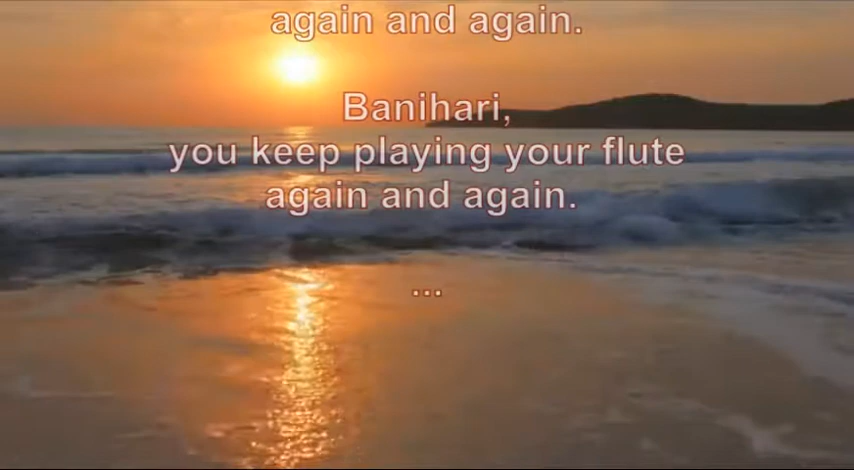 again and again.
Banihari,
you keep playing your flute
again and again.
...